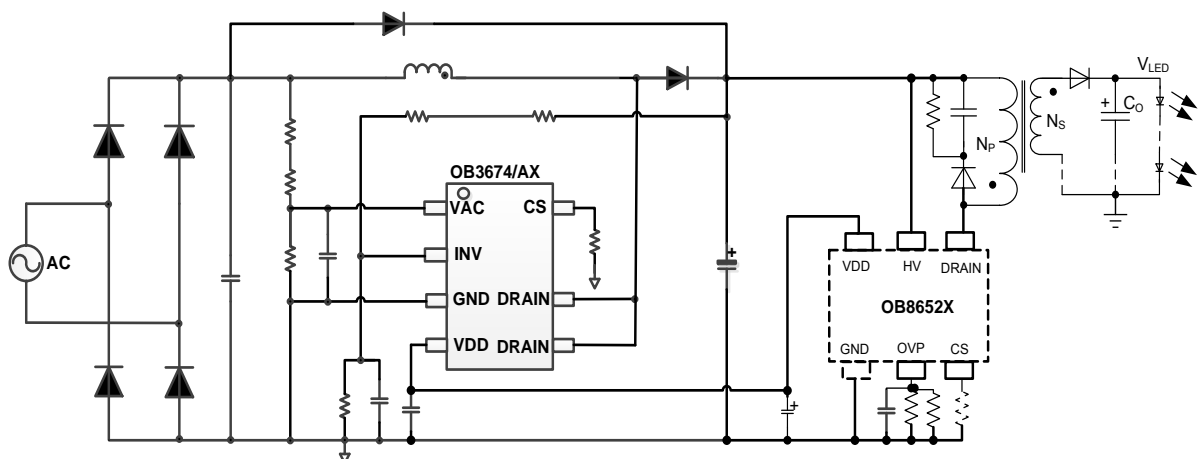 V_LED
C_O
N_P
N_S
OB3674/AX
VAC
CS
INV
AC
GND
DRAIN
VDD
DRAIN
VDD
HV
DRAIN
OB8652X
GND
OVP
CS
+
+
+